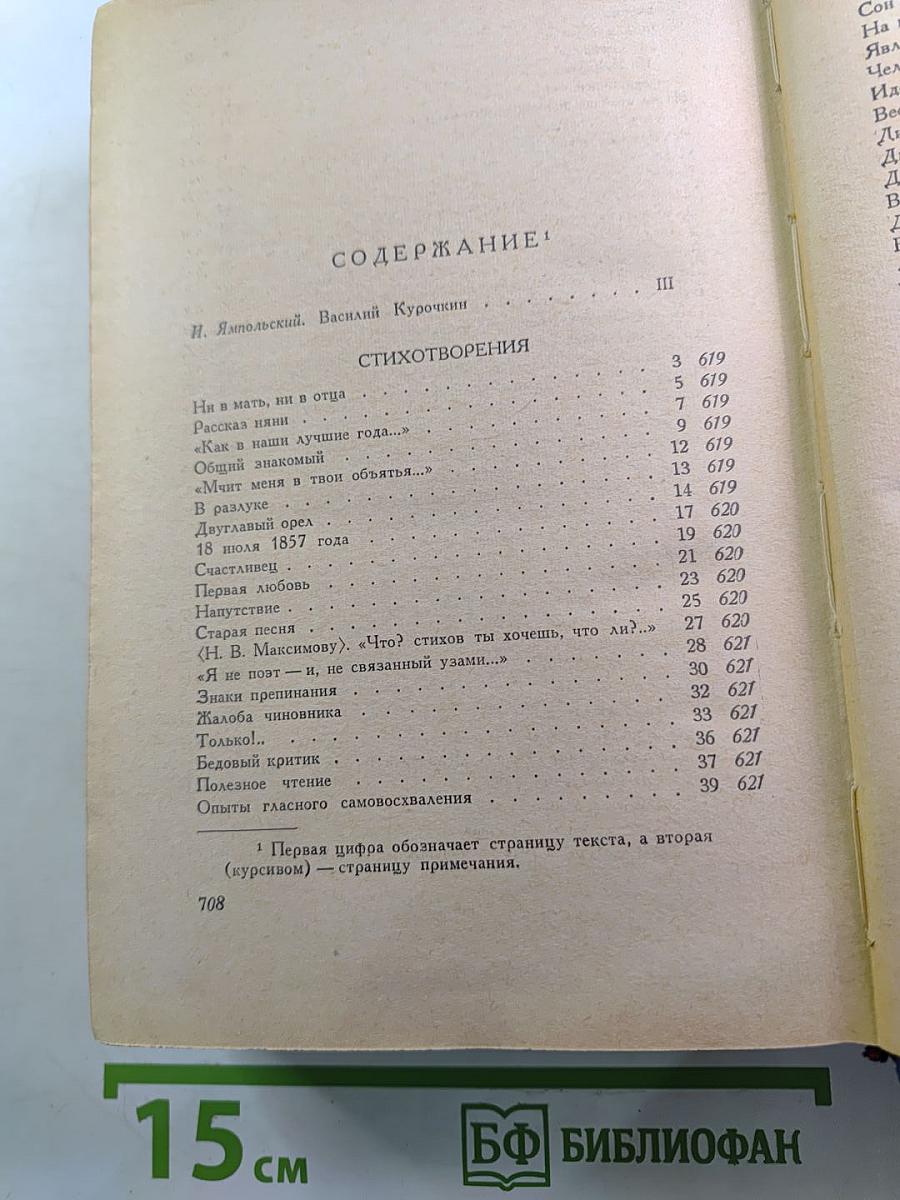 СОДЕРЖАНИЕ¹
И. Ямпольский. Василий Курочкин . . . . . . . . III
СТИХОТВОРЕНИЯ
Ни в мать, ни в отца . . . . . . . . . . . . 3 619
Рассказ няни . . . . . . . . . . . . 5 619
«Как в наши лучшие года...» . . . . . . . . 7 619
Общий знакомый . . . . . . . . . . . 9 619
«Мчит меня в твои объятья...» . . . . . . . . 12 619
В разлуке . . . . . . . . . . . . 13 619
Двуглавый орел . . . . . . . . . . . 14 619
18 июля 1857 года . . . . . . . . . . 17 620
Счастливец . . . . . . . . . . . . 19 620
Первая любовь . . . . . . . . . . . 21 620
Напутствие . . . . . . . . . . . . 23 620
Старая песня . . . . . . . . . . . 25 620
⟨Н. В. Максимову⟩. «Что? стихов ты хочешь, что ли?..» 27 620
«Я не поэт — и, не связанный узами...» . . . . . 28 621
Знаки препинания . . . . . . . . . . 30 621
Жалоба чиновника . . . . . . . . . . 32 621
Только!.. . . . . . . . . . . . . 33 621
Бедовый критик . . . . . . . . . . . 36 621
Полезное чтение . . . . . . . . . . 37 621
Опыты гласного самовосхваления . . . . . . . 39 621
¹ Первая цифра обозначает страницу текста, а вторая
(курсивом) — страницу примечания.
708
Сон
На
15 см
БФ БИБЛИОФАН